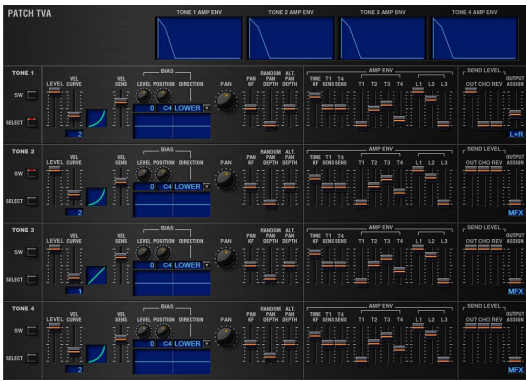 PATCH TVA
TONE 1 AMP ENV TONE 2 AMP ENV TONE 3 AMP ENV TONE 4 AMP ENV
TONE 1
SW
SELECT
LEVEL VEL CURVE
2
VEL SENS
BIAS
LEVEL POSITION DIRECTION
0 C4 LOWER
PAN
PAN KF RANDOM PAN DEPTH ALT. PAN DEPTH
AMP ENV
TIME KF T1 SENS T4 SENS T1 T2 T3 T4 L1 L2 L3
SEND LEVEL
OUT CHO REV
OUTPUT ASSIGN
L+R
TONE 2
SW
SELECT
LEVEL VEL CURVE
2
VEL SENS
BIAS
LEVEL POSITION DIRECTION
0 C4 LOWER
PAN
PAN KF RANDOM PAN DEPTH ALT. PAN DEPTH
AMP ENV
TIME KF T1 SENS T4 SENS T1 T2 T3 T4 L1 L2 L3
SEND LEVEL
OUT CHO REV
OUTPUT ASSIGN
MFX
TONE 3
SW
SELECT
LEVEL VEL CURVE
1
VEL SENS
BIAS
LEVEL POSITION DIRECTION
0 C4 LOWER
PAN
PAN KF RANDOM PAN DEPTH ALT. PAN DEPTH
AMP ENV
TIME KF T1 SENS T4 SENS T1 T2 T3 T4 L1 L2 L3
SEND LEVEL
OUT CHO REV
OUTPUT ASSIGN
MFX
TONE 4
SW
SELECT
LEVEL VEL CURVE
2
VEL SENS
BIAS
LEVEL POSITION DIRECTION
0 C4 LOWER
PAN
PAN KF RANDOM PAN DEPTH ALT. PAN DEPTH
AMP ENV
TIME KF T1 SENS T4 SENS T1 T2 T3 T4 L1 L2 L3
SEND LEVEL
OUT CHO REV
OUTPUT ASSIGN
MFX